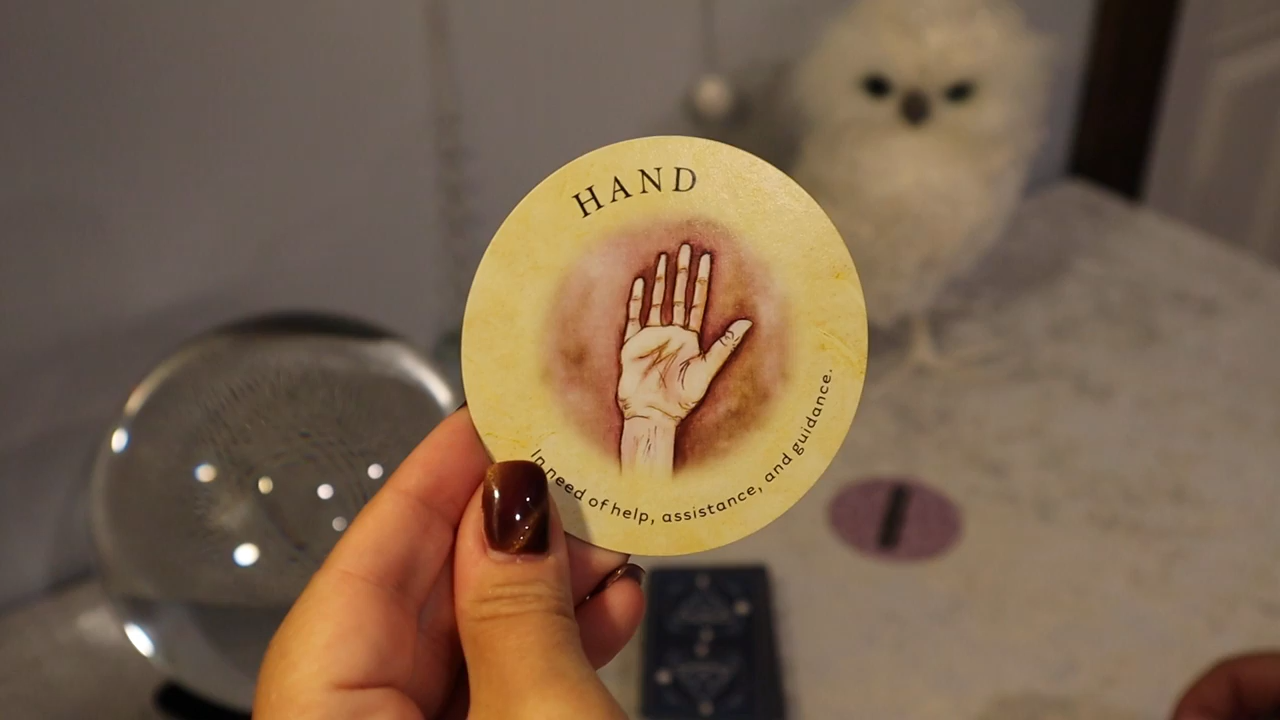 HAND
In need of help, assistance, and guidance.